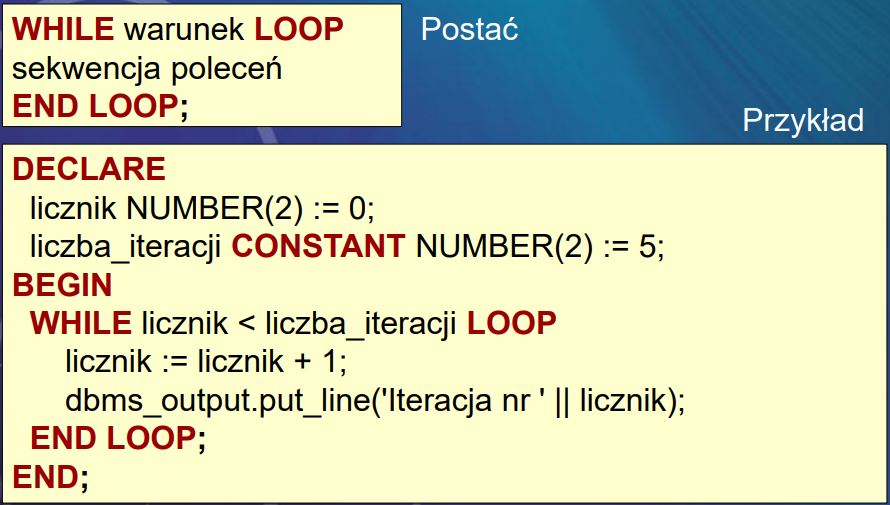 WHILE warunek LOOP
sekwencja poleceń
END LOOP;
Postać
Przykład
DECLARE
licznik NUMBER(2) := 0;
liczba_iteracji CONSTANT NUMBER(2) := 5;
BEGIN
WHILE licznik < liczba_iteracji LOOP
licznik := licznik + 1;
dbms_output.put_line('Iteracja nr ' || licznik);
END LOOP;
END;